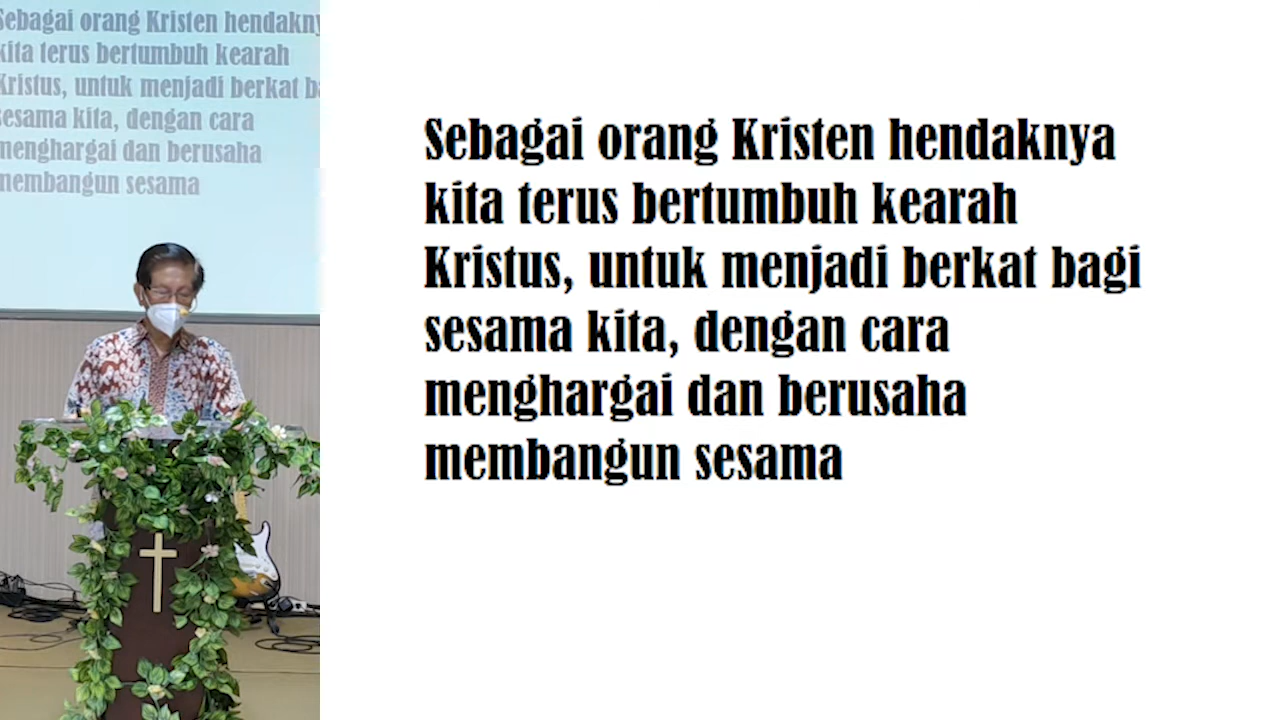 Sebagai orang Kristen hendakny
kita terus bertumbuh kearah
Kristus, untuk menjadi berkat
sesama kita, dengan cara
menghargai dan berusaha
membangun sesama
Sebagai orang Kristen hendaknya
kita terus bertumbuh kearah
Kristus, untuk menjadi berkat bagi
sesama kita, dengan cara
menghargai dan berusaha
membangun sesama